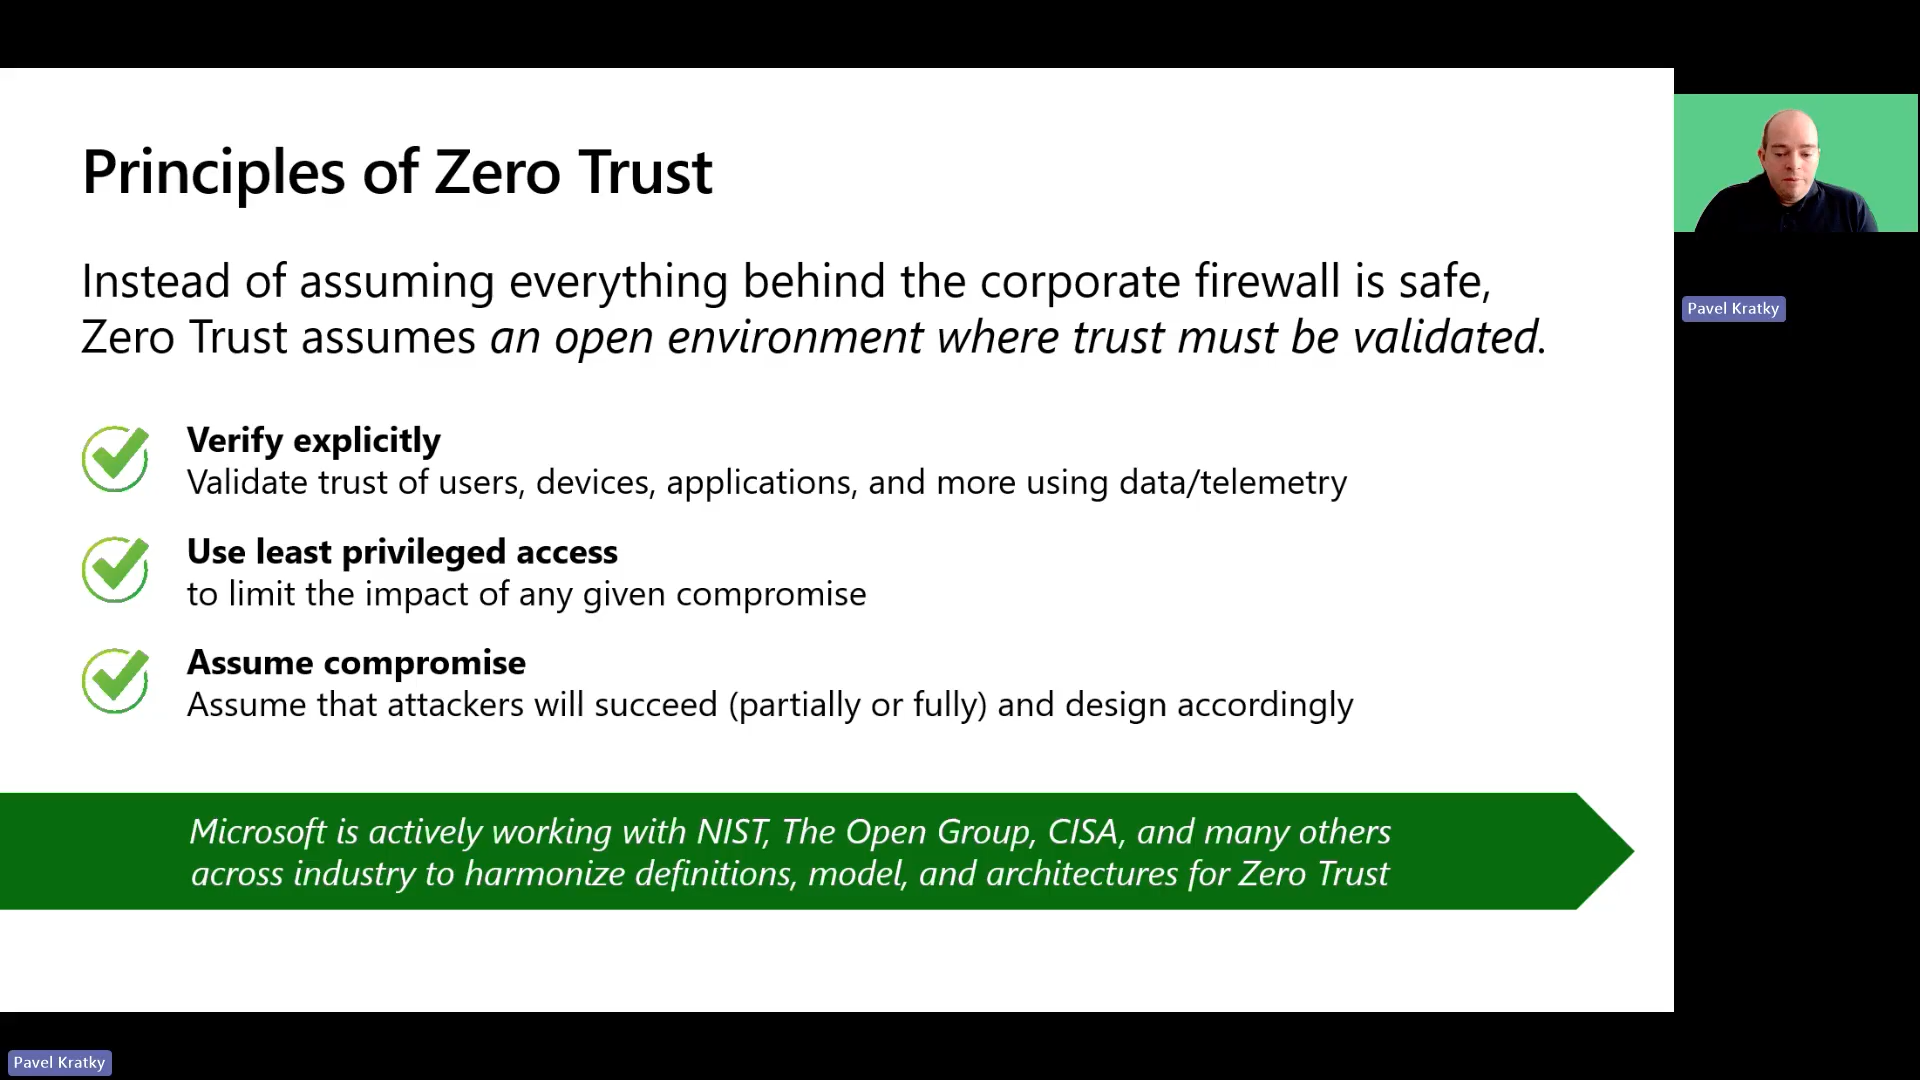 Principles of Zero Trust
Instead of assuming everything behind the corporate firewall is safe,
Zero Trust assumes an open environment where trust must be validated.
Verify explicitly
Validate trust of users, devices, applications, and more using data/telemetry
Use least privileged access
to limit the impact of any given compromise
Assume compromise
Assume that attackers will succeed (partially or fully) and design accordingly
Microsoft is actively working with NIST, The Open Group, CISA, and many others
across industry to harmonize definitions, model, and architectures for Zero Trust
Pavel Kratky
Pavel Kratky